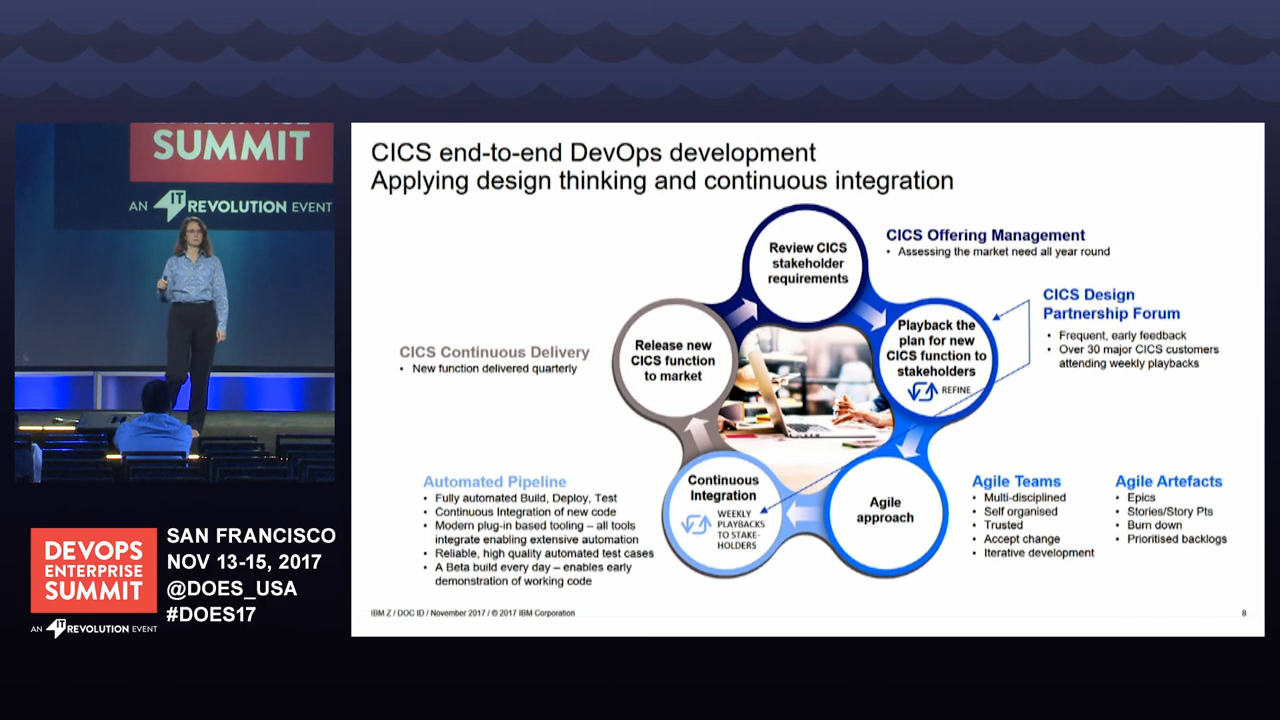 SUMMIT
AN IT REVOLUTION EVENT
DEVOPS
ENTERPRISE
SUMMIT
AN IT REVOLUTION EVENT
SAN FRANCISCO
NOV 13-15, 2017
@DOES_USA
#DOES17
CICS end-to-end DevOps development
Applying design thinking and continuous integration
Review CICS
stakeholder
requirements
CICS Offering Management
• Assessing the market need all year round
Playback the
plan for new
CICS function to
stakeholders
REFINE
CICS Design
Partnership Forum
• Frequent, early feedback
• Over 30 major CICS customers
attending weekly playbacks
Agile
approach
Agile Teams
• Multi-disciplined
• Self organised
• Trusted
• Accept change
• Iterative development
Agile Artefacts
• Epics
• Stories/Story Pts
• Burn down
• Prioritised backlogs
Continuous
Integration
WEEKLY
PLAYBACKS
TO STAKE-
HOLDERS
Automated Pipeline
• Fully automated Build, Deploy, Test
• Continuous Integration of new code
• Modern plug-in based tooling – all tools
integrate enabling extensive automation
• Reliable, high quality automated test cases
• A Beta build every day – enables early
demonstration of working code
Release new
CICS function
to market
CICS Continuous Delivery
• New function delivered quarterly
IBM Z / DOC ID / November 2017 / © 2017 IBM Corporation
8